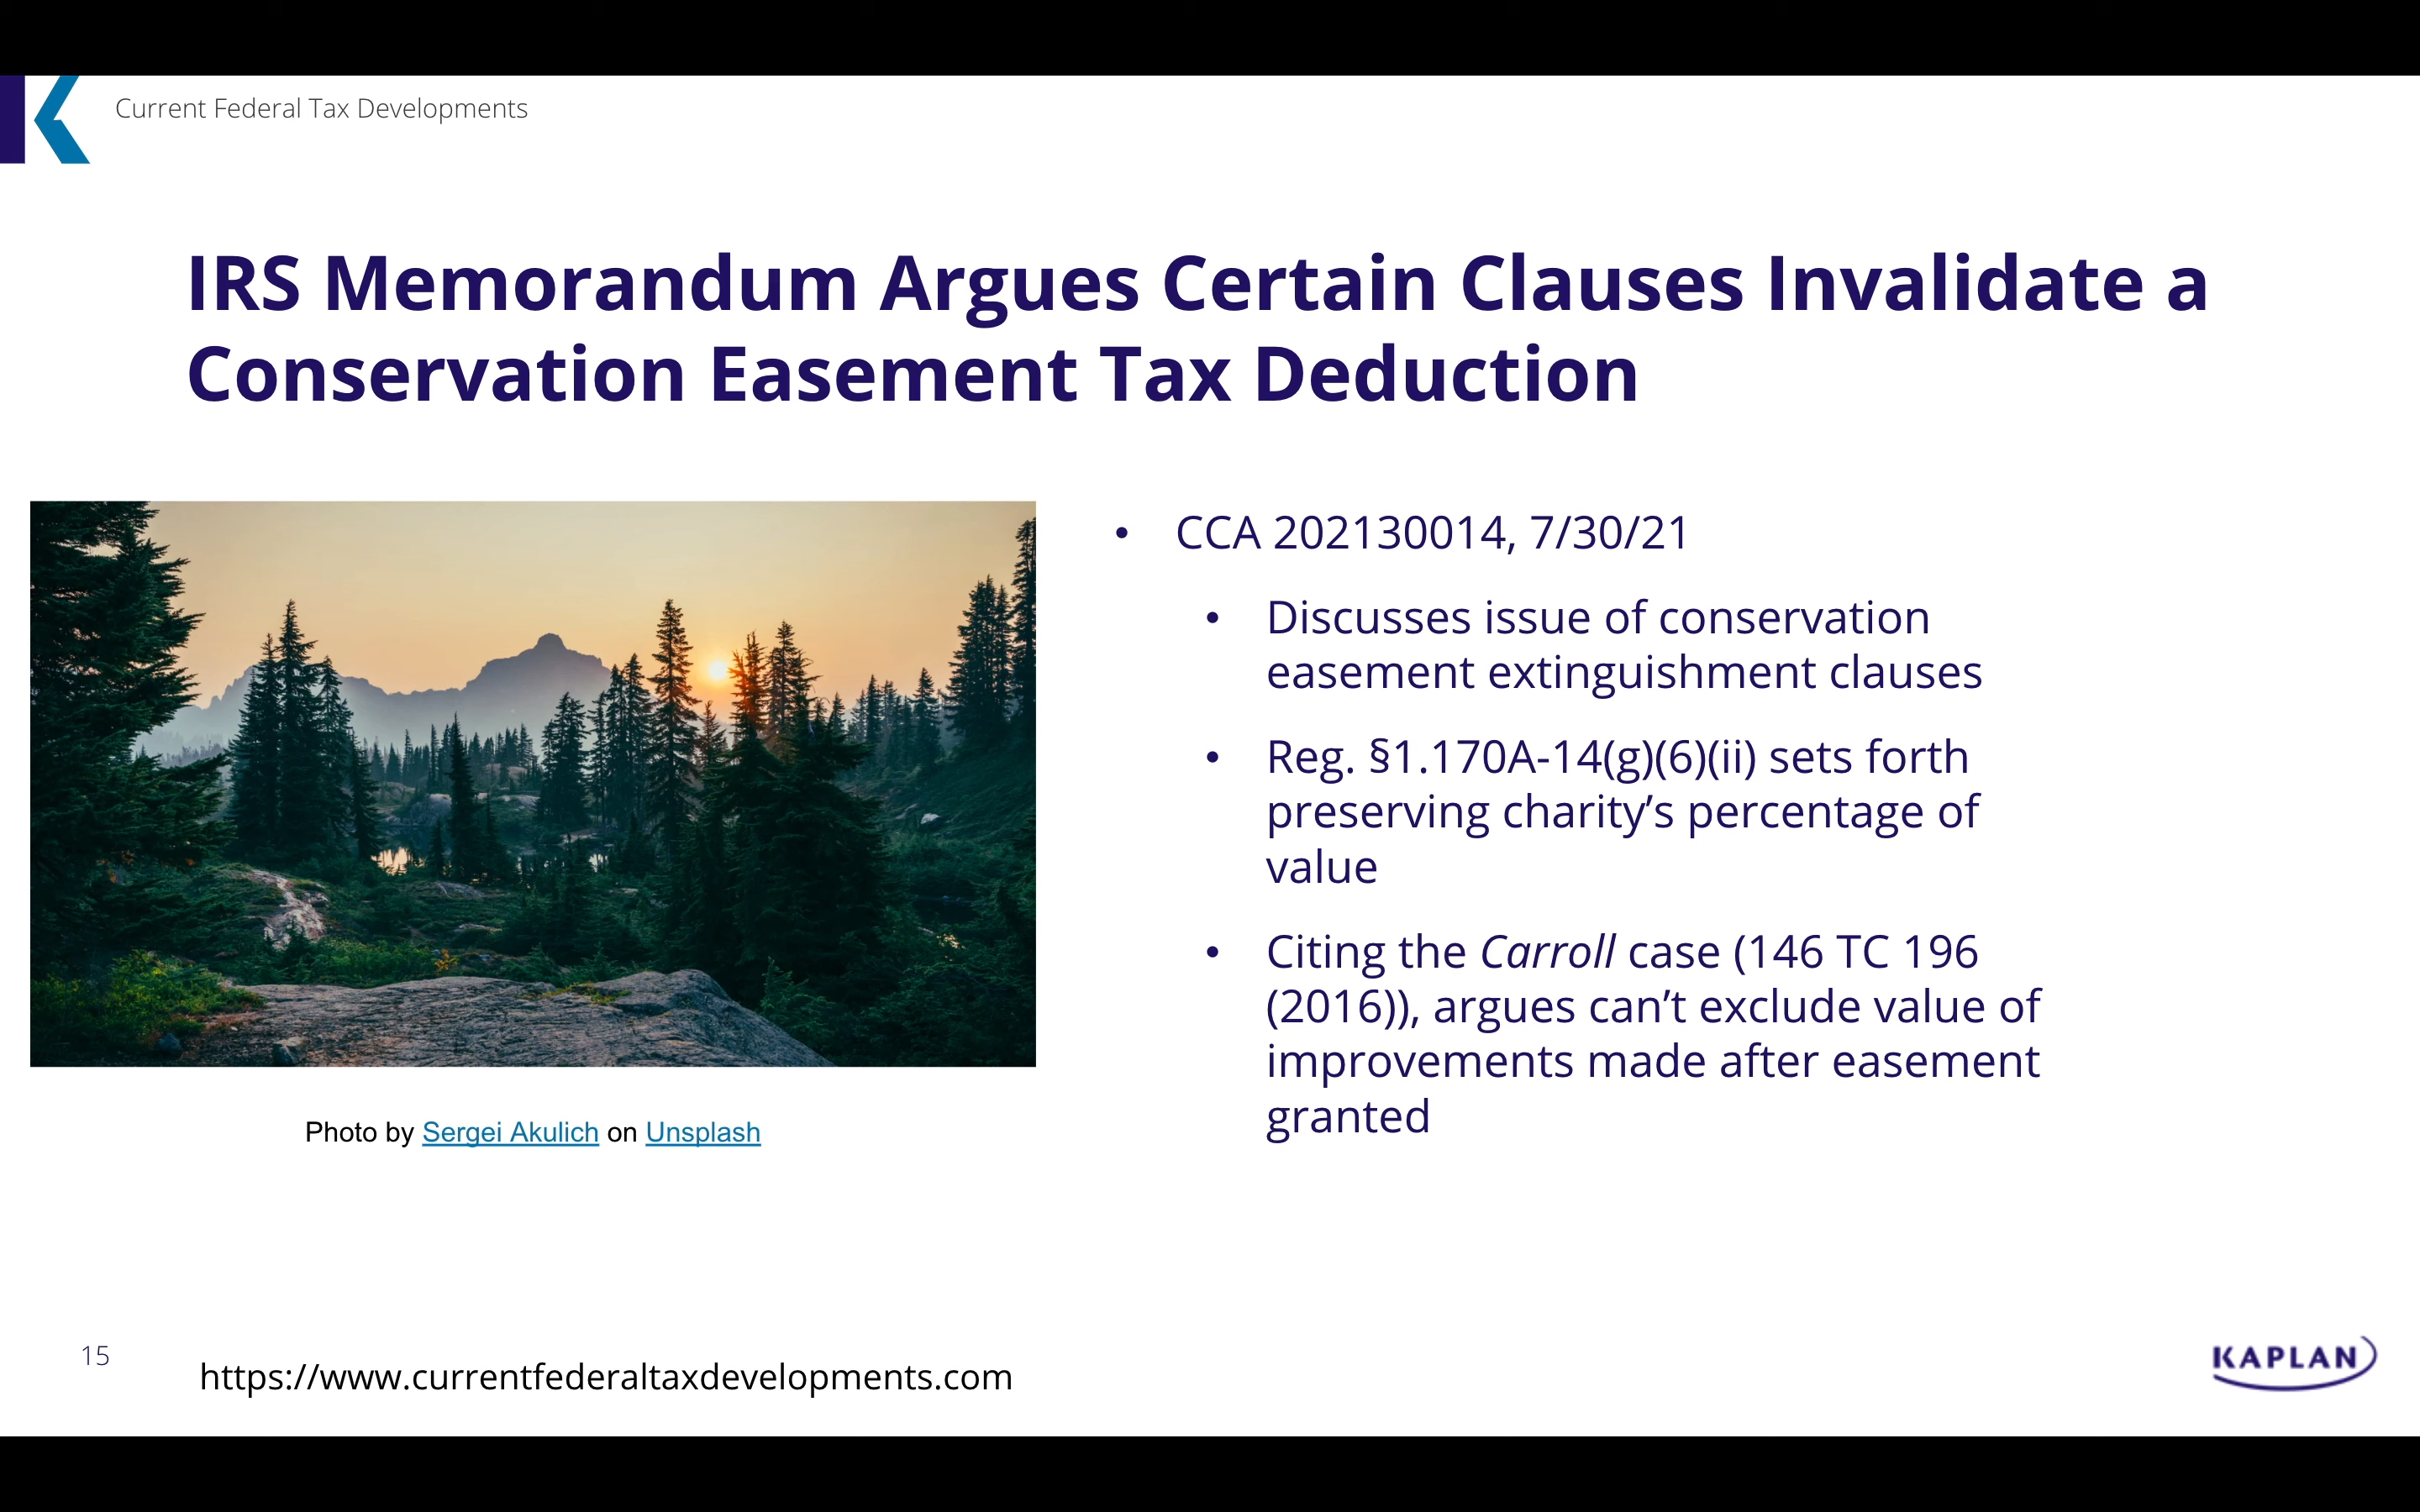 Current Federal Tax Developments
IRS Memorandum Argues Certain Clauses Invalidate a
Conservation Easement Tax Deduction
• CCA 202130014, 7/30/21
• Discusses issue of conservation
easement extinguishment clauses
• Reg. §1.170A-14(g)(6)(ii) sets forth
preserving charity’s percentage of
value
• Citing the Carroll case (146 TC 196
(2016)), argues can’t exclude value of
improvements made after easement
granted
Photo by Sergei Akulich on Unsplash
15
https://www.currentfederaltaxdevelopments.com
KAPLAN